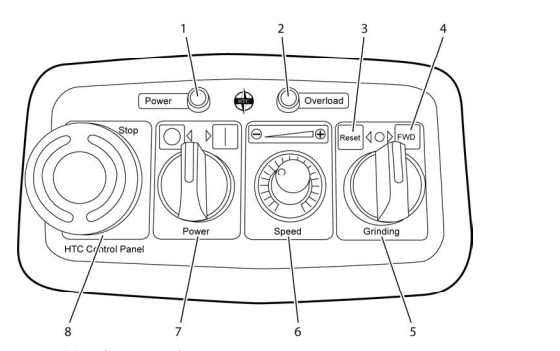 1 2 3 4
Power HTC Overload
Stop Reset FWD
Power Speed Grinding
HTC Control Panel
8 7 6 5